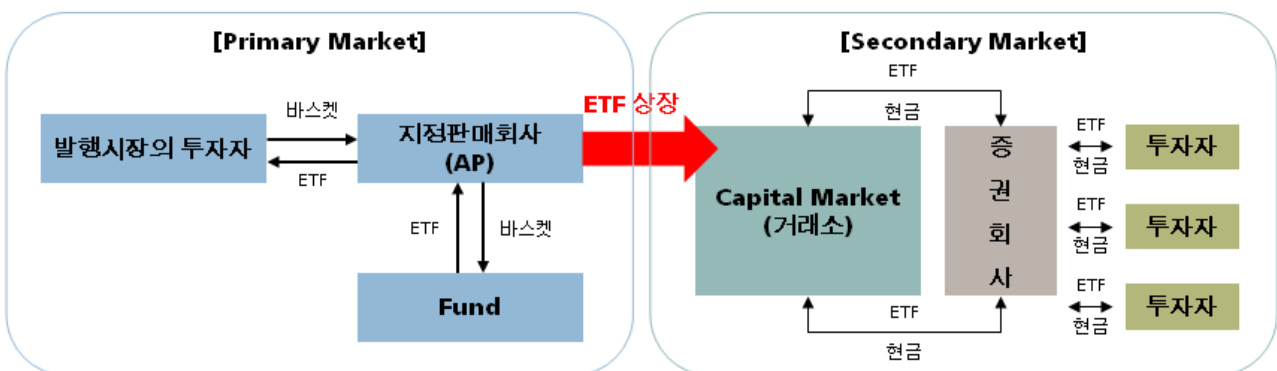 [Primary Market]
발행시장의 투자자
바스켓
ETF
지정판매회사
(AP)
ETF
바스켓
Fund
ETF 상장
[Secondary Market]
ETF
현금
Capital Market
(거래소)
증
권
회
사
ETF
현금
ETF
현금
투자자
ETF
현금
투자자
ETF
현금
투자자